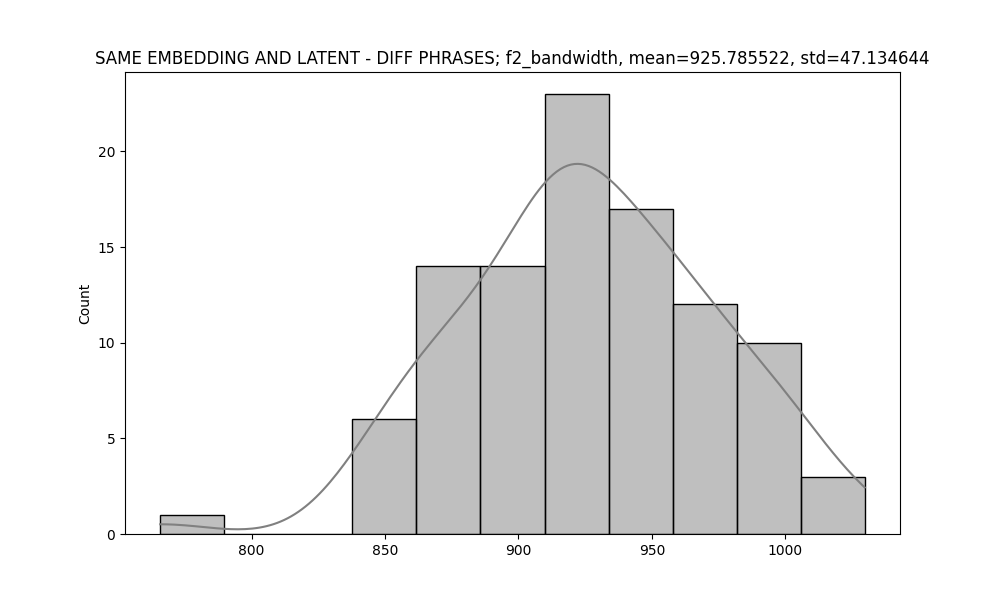 SAME EMBEDDING AND LATENT - DIFF PHRASES; f2_bandwidth, mean=925.785522, std=47.134644
20
15
10
5
0
Count
800 850 900 950 1000